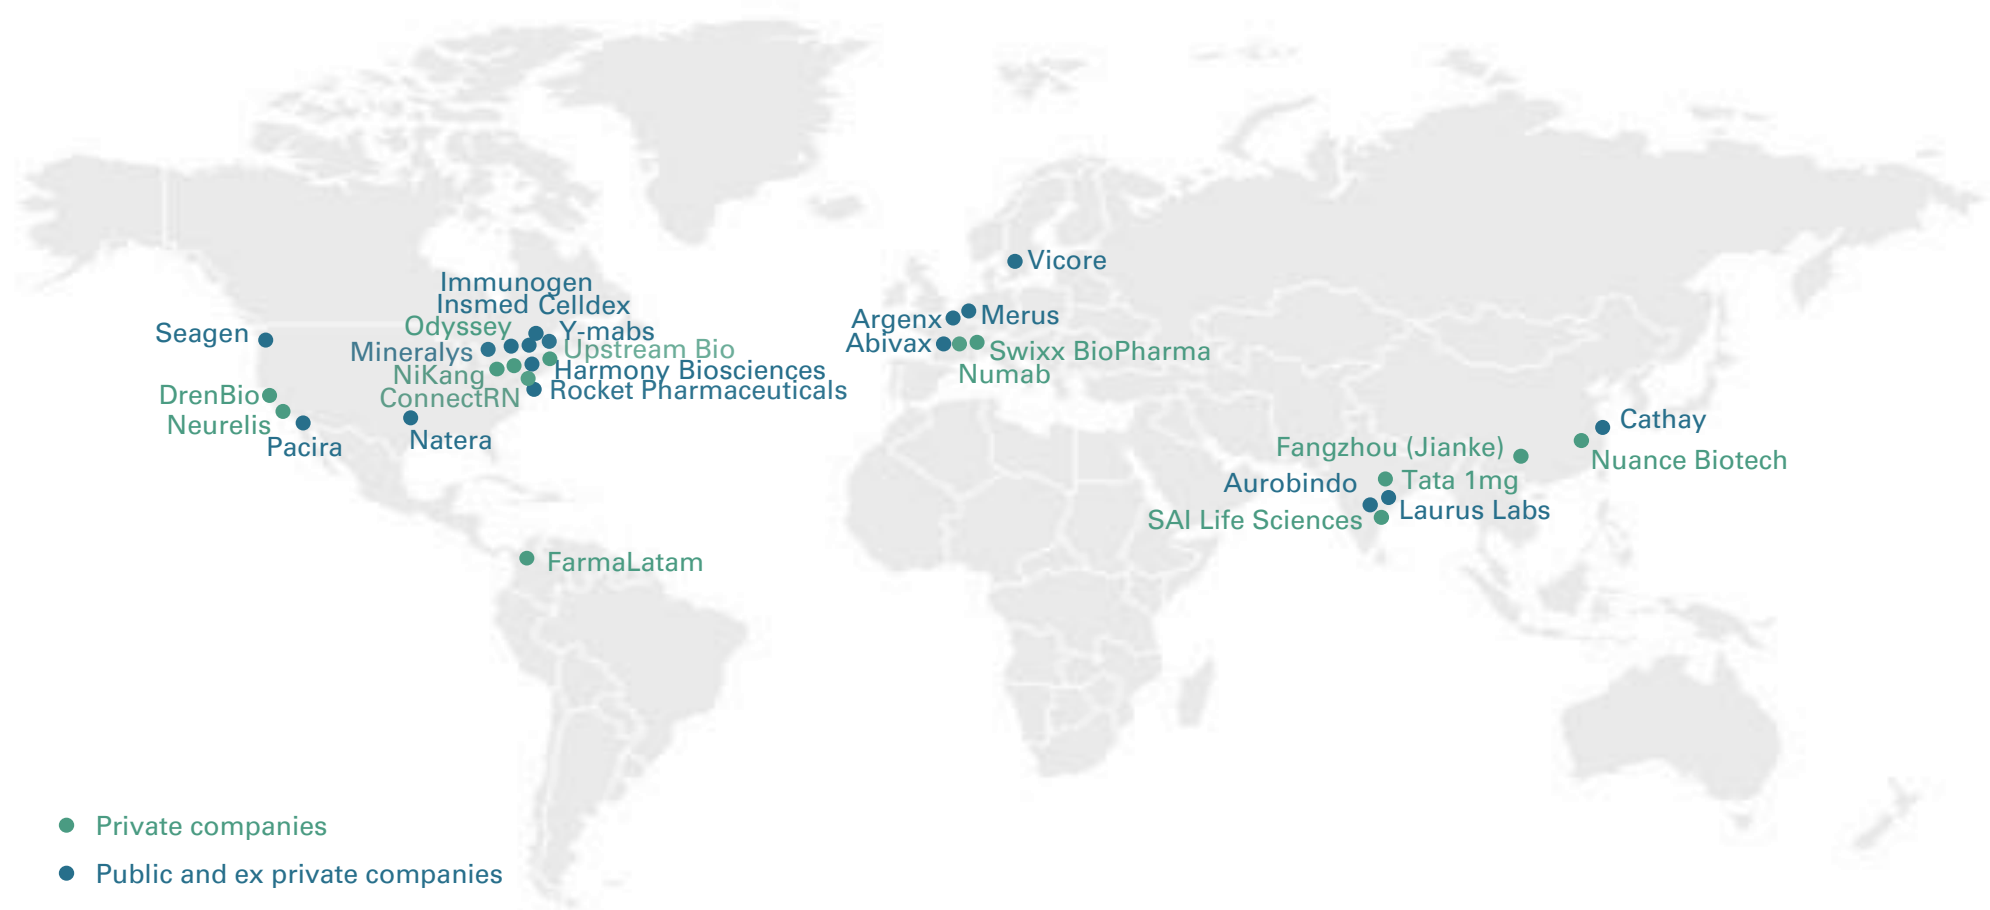 Vicore
Immunogen
Insmed Celldex
Odyssey
Y-mabs
Argenx
Merus
Seagen
Mineralys
Upstream Bio
Abivax
Swixx BioPharma
NiKang
Harmony Biosciences
Numab
DrenBio
ConnectRN
Rocket Pharmaceuticals
Neurelis
Pacira
Natera
Cathay
Fangzhou (Jianke)
Nuance Biotech
Aurobindo
Tata 1mg
SAI Life Sciences
Laurus Labs
FarmaLatam
Private companies
Public and ex private companies